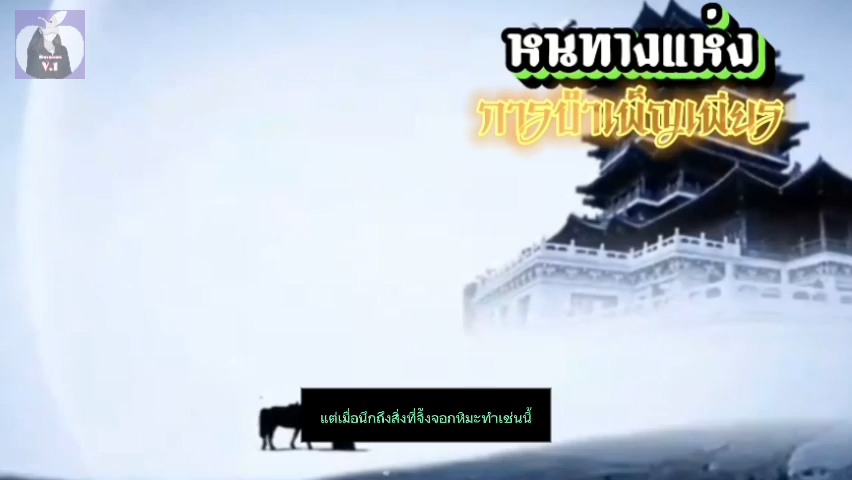 หนทางแห่ง
การบำเพ็ญเพียร
V.1
แต่เมื่อนึกถึงสิ่งที่จิ้งจอกหิมะทำเช่นนี้